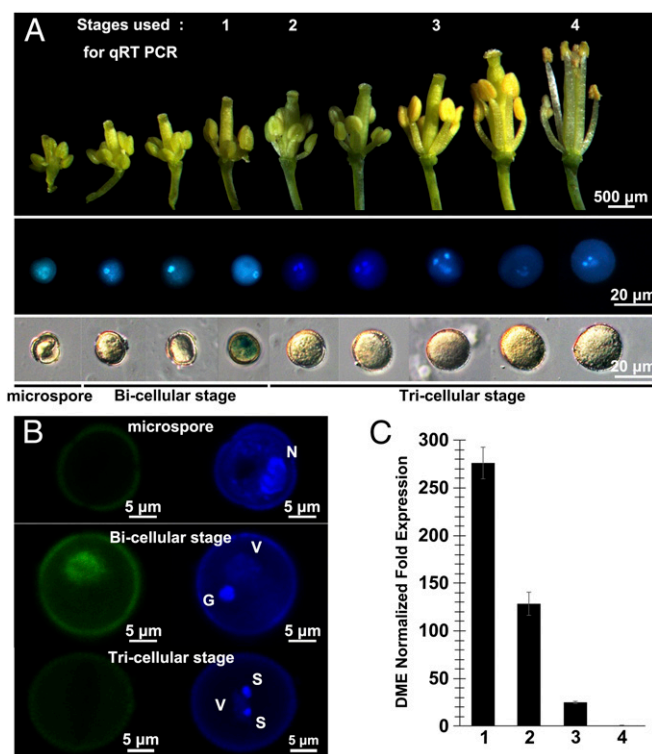 A
Stages used : 1 2 3 4
for qRT PCR
500 µm
20 µm
20 µm
microspore Bi-cellular stage Tri-cellular stage
B
microspore
N
5 µm 5 µm
Bi-cellular stage
V
G
5 µm 5 µm
Tri-cellular stage
S
V
S
5 µm 5 µm
C
DME Normalized Fold Expression
300
250
200
150
100
50
0
1 2 3 4